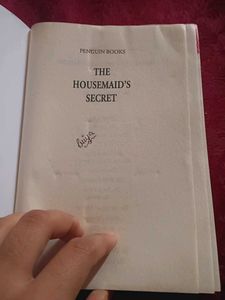 PENGUIN BOOKS
THE
HOUSEMAID'S
SECRET